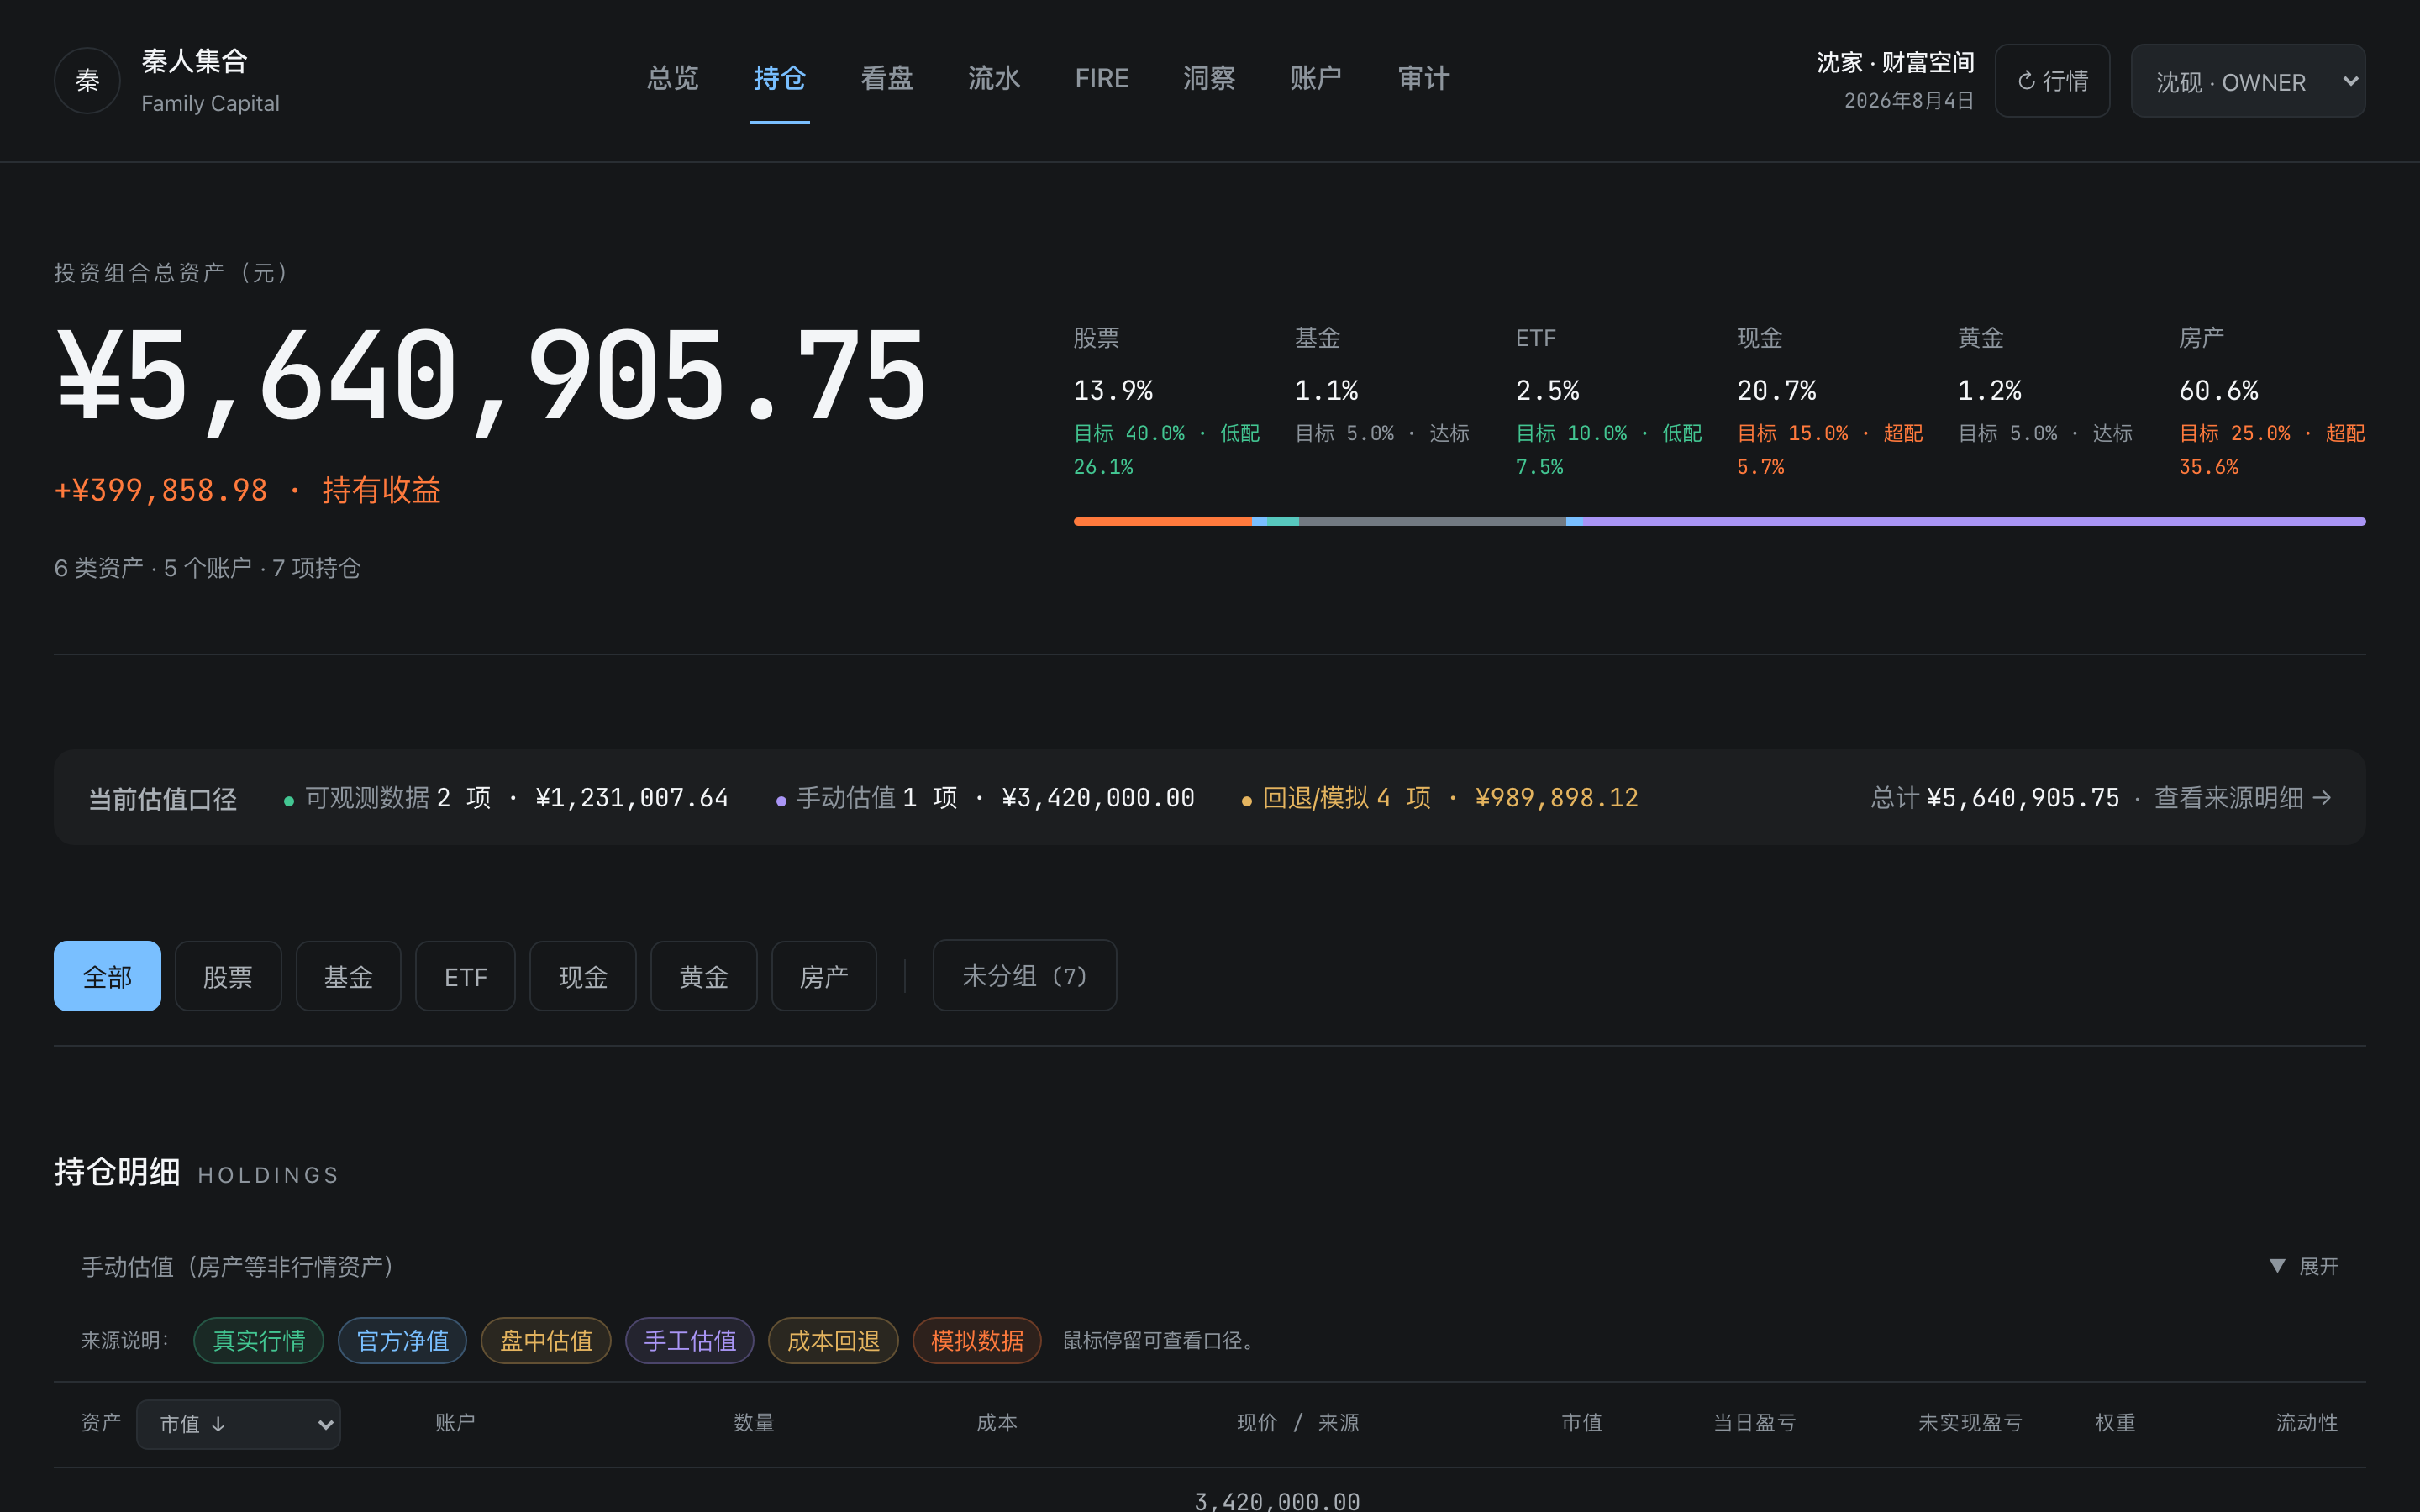 秦
秦人集合
Family Capital
总览 持仓 看盘 流水 FIRE 洞察 账户 审计
沈家 · 财富空间
2026年8月4日
↻ 行情
沈砚 · OWNER
投资组合总资产 (元)
¥5,640,905.75
+¥399,858.98 · 持有收益
6 类资产 · 5 个账户 · 7 项持仓
股票 基金 ETF 现金 黄金 房产
13.9% 1.1% 2.5% 20.7% 1.2% 60.6%
目标 40.0% · 低配 26.1%
目标 5.0% · 达标
目标 10.0% · 低配 7.5%
目标 15.0% · 超配 5.7%
目标 5.0% · 达标
目标 25.0% · 超配 35.6%
当前估值口径 可观测数据 2 项 · ¥1,231,007.64 手动估值 1 项 · ¥3,420,000.00 回退/模拟 4 项 · ¥989,898.12 总计 ¥5,640,905.75 · 查看来源明细 →
全部 股票 基金 ETF 现金 黄金 房产 未分组 (7)
持仓明细 HOLDINGS
手动估值（房产等非行情资产） ▼ 展开
来源说明： 真实行情 官方净值 盘中估值 手工估值 成本回退 模拟数据 鼠标停留可查看口径。
资产 市值 ↓ 账户 数量 成本 现价 / 来源 市值 当日盈亏 未实现盈亏 权重 流动性
3,420,000.00